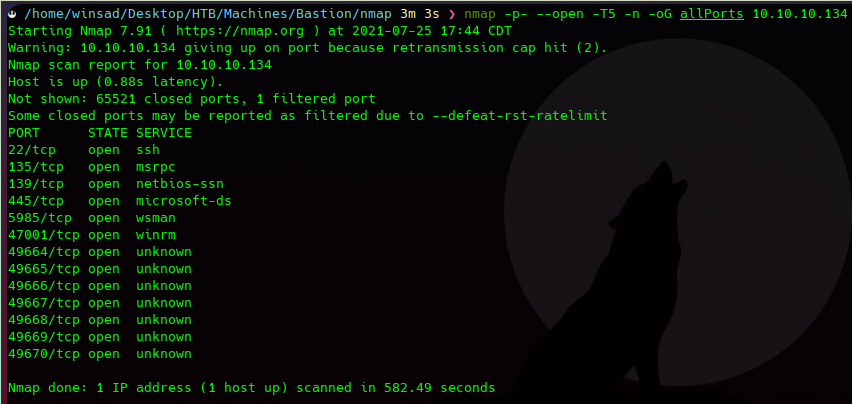 /home/winsad/Desktop/HTB/Machines/Bastion/nmap 3m 3s ❯ nmap -p- --open -T5 -n -oG allPorts 10.10.10.134
Starting Nmap 7.91 ( https://nmap.org ) at 2021-07-25 17:44 CDT
Warning: 10.10.10.134 giving up on port because retransmission cap hit (2).
Nmap scan report for 10.10.10.134
Host is up (0.88s latency).
Not shown: 65521 closed ports, 1 filtered port
Some closed ports may be reported as filtered due to --defeat-rst-ratelimit
PORT      STATE SERVICE
22/tcp    open  ssh
135/tcp   open  msrpc
139/tcp   open  netbios-ssn
445/tcp   open  microsoft-ds
5985/tcp  open  wsman
47001/tcp open  winrm
49664/tcp open  unknown
49665/tcp open  unknown
49666/tcp open  unknown
49667/tcp open  unknown
49668/tcp open  unknown
49669/tcp open  unknown
49670/tcp open  unknown
Nmap done: 1 IP address (1 host up) scanned in 582.49 seconds